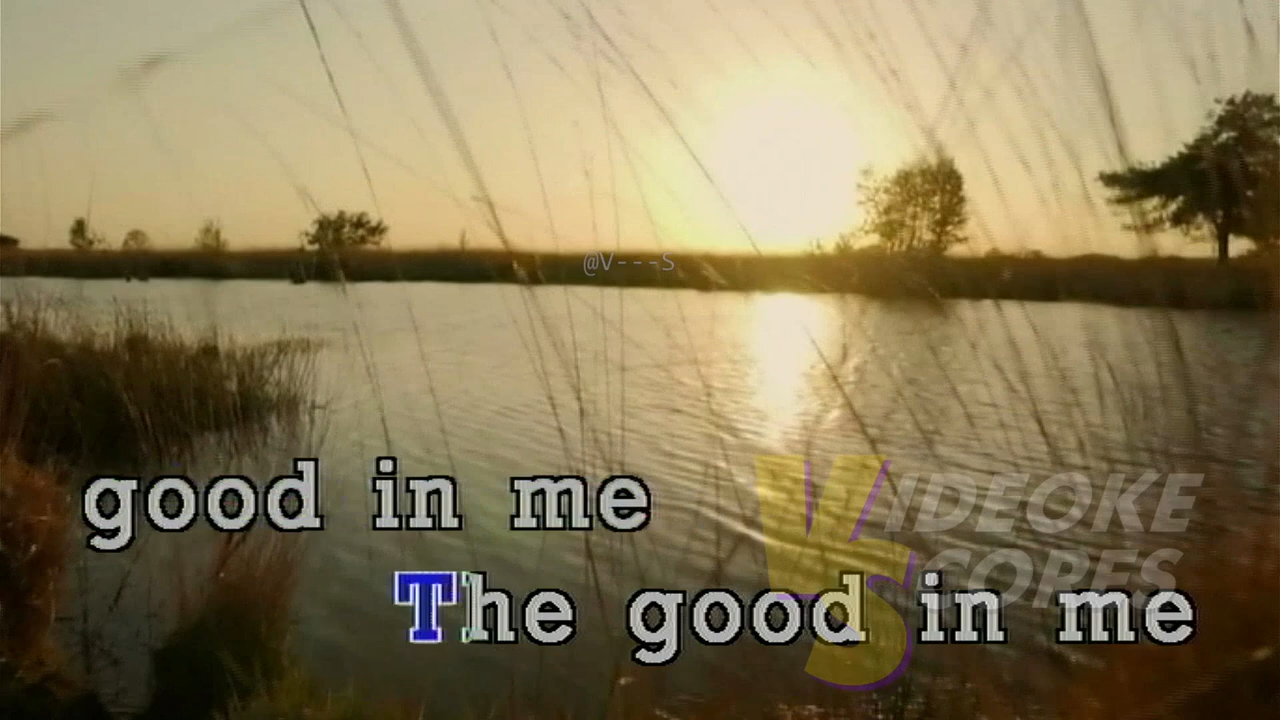 @V---S
good in me
VIDEOKE
SCOPES
The good in me